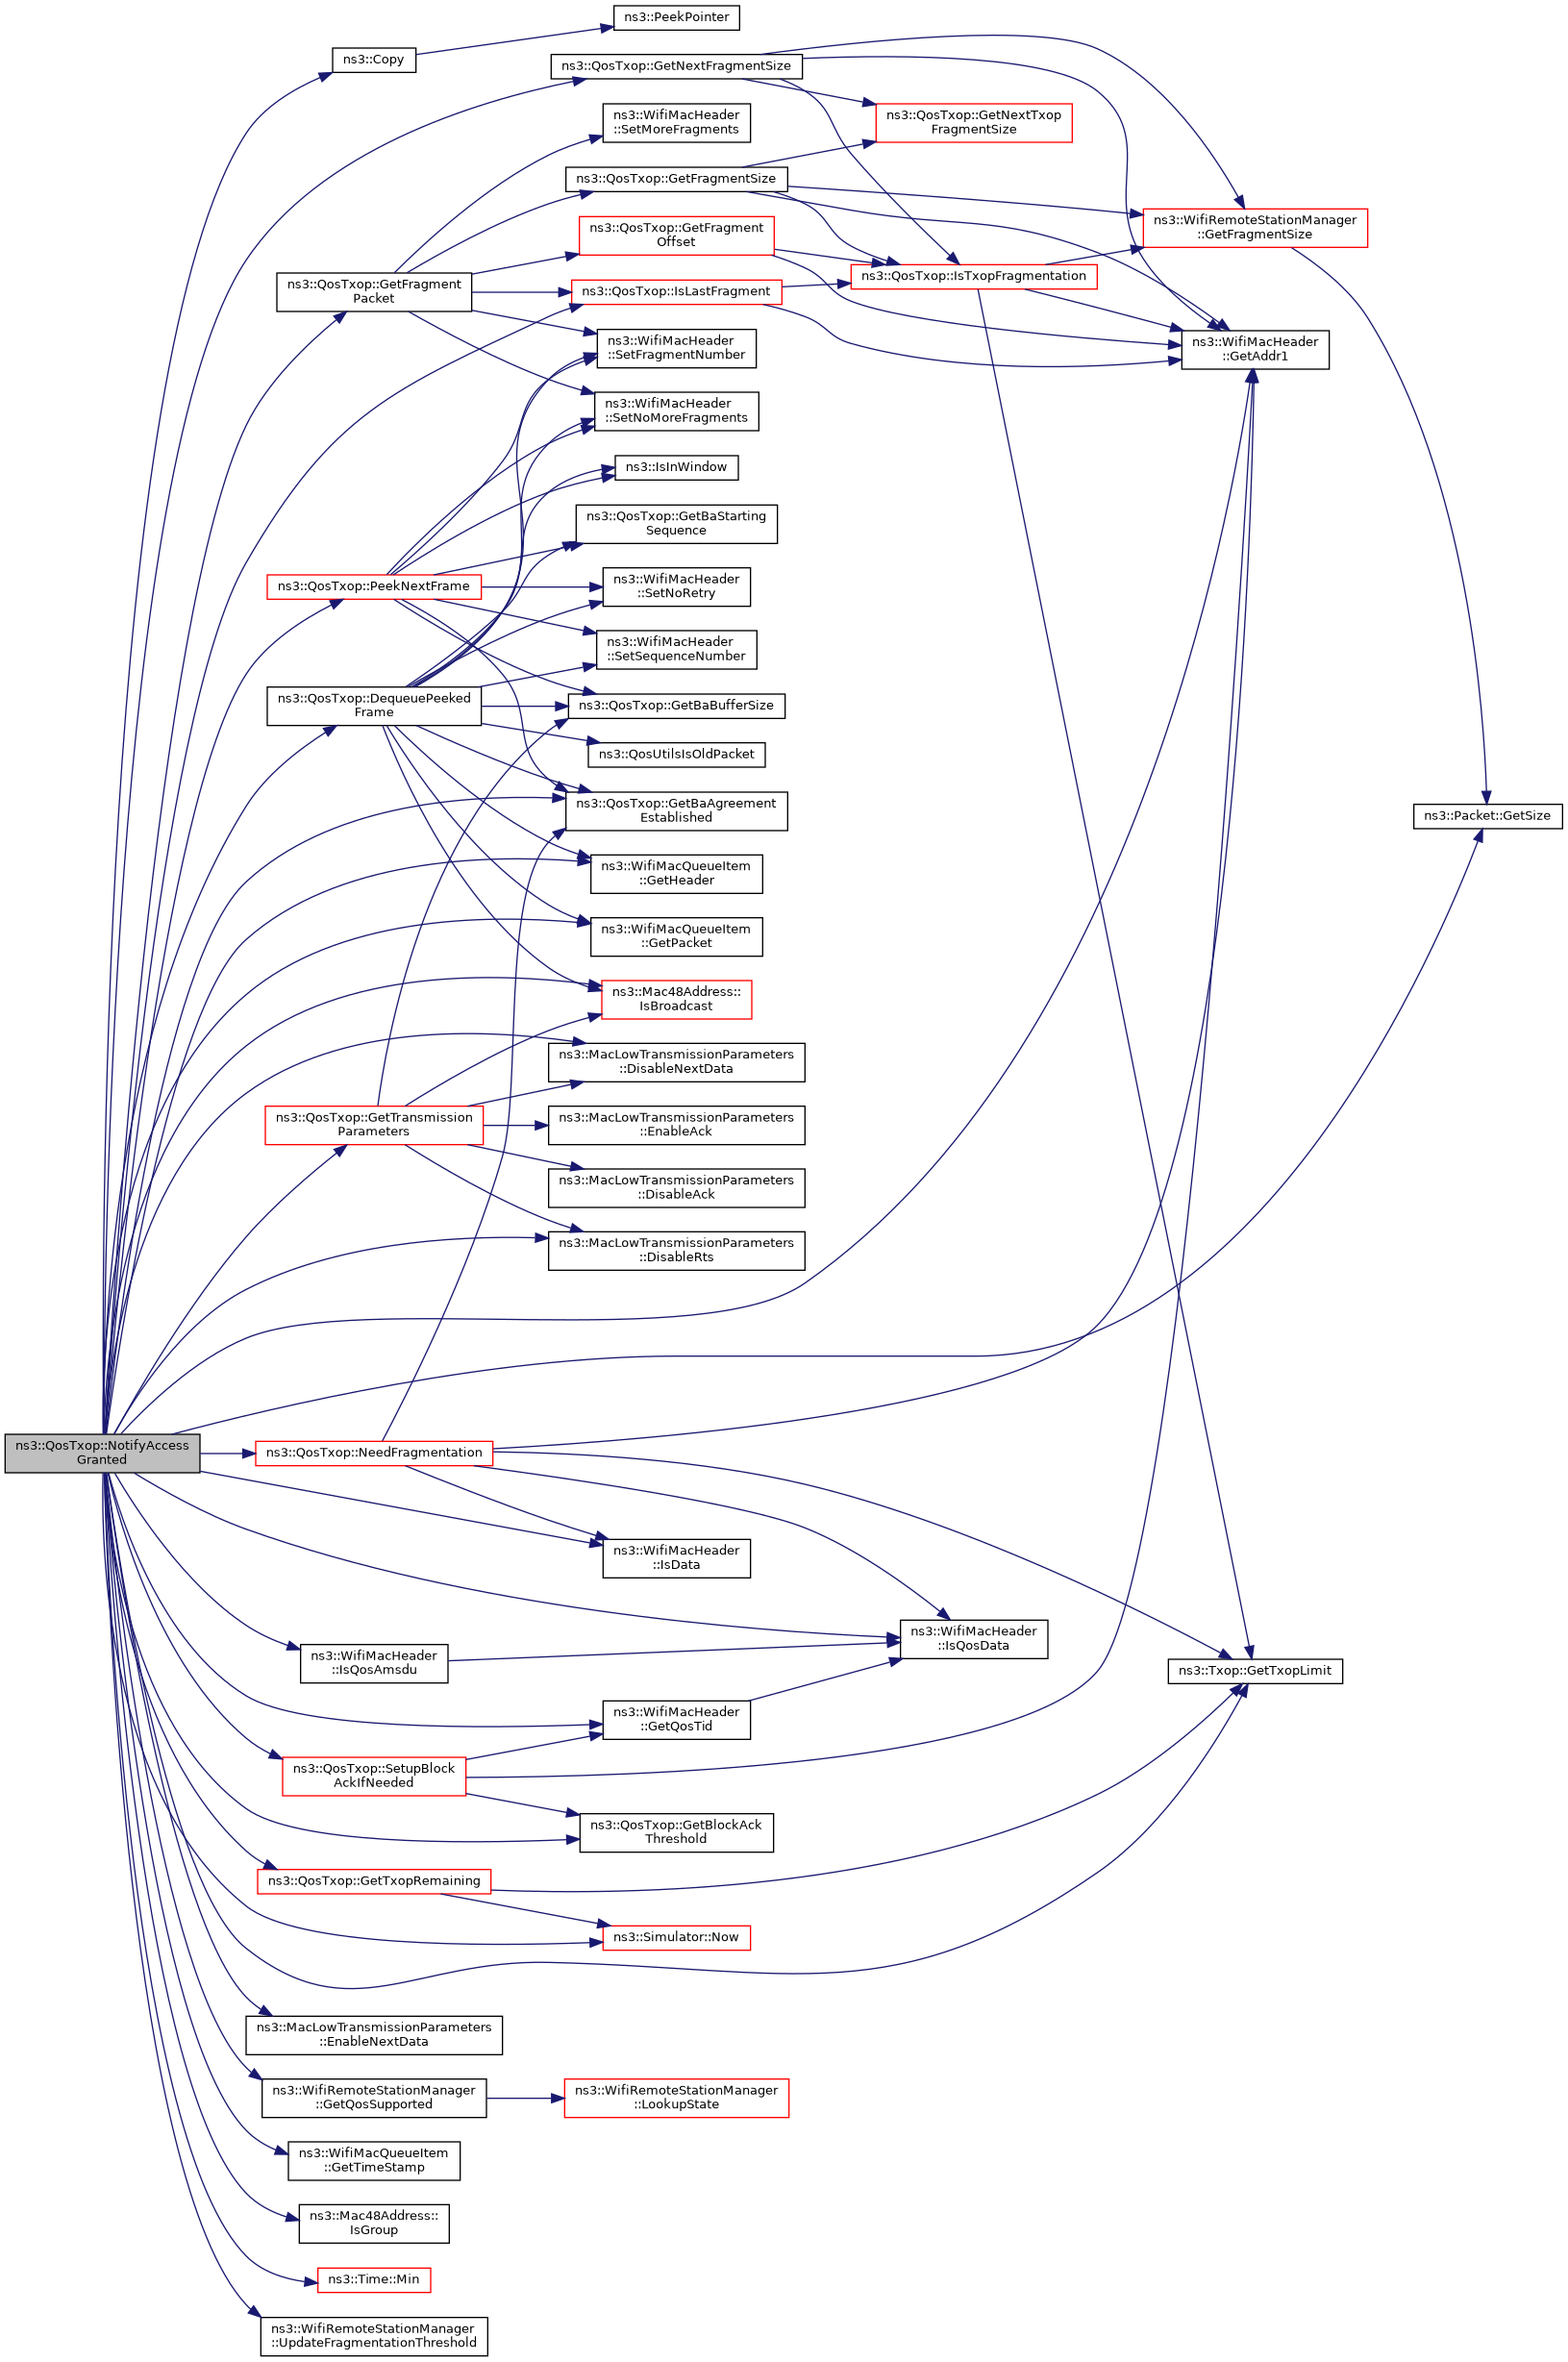 ns3::PeekPointer
ns3::Copy
ns3::QosTxop::GetNextFragmentSize
ns3::WifiMacHeader
::SetMoreFragments
ns3::QosTxop::GetNextTxop
FragmentSize
ns3::QosTxop::GetFragmentSize
ns3::WifiRemoteStationManager
::GetFragmentSize
ns3::QosTxop::GetFragment
Offset
ns3::QosTxop::IsTxopFragmentation
ns3::QosTxop::GetFragment
Packet
ns3::QosTxop::IsLastFragment
ns3::WifiMacHeader
::SetFragmentNumber
ns3::WifiMacHeader
::GetAddr1
ns3::WifiMacHeader
::SetNoMoreFragments
ns3::IsInWindow
ns3::QosTxop::GetBaStarting
Sequence
ns3::QosTxop::PeekNextFrame
ns3::WifiMacHeader
::SetNoRetry
ns3::WifiMacHeader
::SetSequenceNumber
ns3::QosTxop::DequeuePeeked
Frame
ns3::QosTxop::GetBaBufferSize
ns3::QosUtilsIsOldPacket
ns3::QosTxop::GetBaAgreement
Established
ns3::Packet::GetSize
ns3::WifiMacQueueItem
::GetHeader
ns3::WifiMacQueueItem
::GetPacket
ns3::Mac48Address::
IsBroadcast
ns3::MacLowTransmissionParameters
::DisableNextData
ns3::QosTxop::GetTransmission
Parameters
ns3::MacLowTransmissionParameters
::EnableAck
ns3::MacLowTransmissionParameters
::DisableAck
ns3::MacLowTransmissionParameters
::DisableRts
ns3::QosTxop::NotifyAccess
Granted
ns3::QosTxop::NeedFragmentation
ns3::WifiMacHeader
::IsData
ns3::WifiMacHeader
::IsQosData
ns3::WifiMacHeader
::IsQosAmsdu
ns3::Txop::GetTxopLimit
ns3::WifiMacHeader
::GetQosTid
ns3::QosTxop::SetupBlock
AckIfNeeded
ns3::QosTxop::GetBlockAck
Threshold
ns3::QosTxop::GetTxopRemaining
ns3::Simulator::Now
ns3::MacLowTransmissionParameters
::EnableNextData
ns3::WifiRemoteStationManager
::GetQosSupported
ns3::WifiRemoteStationManager
::LookupState
ns3::WifiMacQueueItem
::GetTimeStamp
ns3::Mac48Address::
IsGroup
ns3::Time::Min
ns3::WifiRemoteStationManager
::UpdateFragmentationThreshold